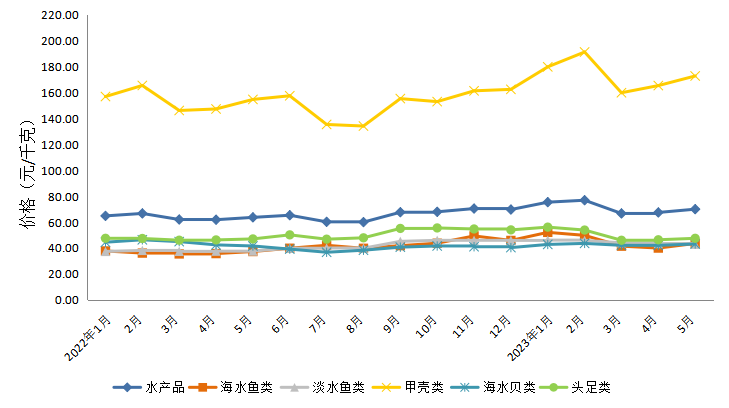 220.00
200.00
180.00
160.00
140.00
120.00
100.00
80.00
60.00
40.00
20.00
0.00
价格（元/千克）
2022年1月
2月
3月
4月
5月
6月
7月
8月
9月
10月
11月
12月
2023年1月
2月
3月
4月
5月
水产品 海水鱼类 淡水鱼类 甲壳类 海水贝类 头足类